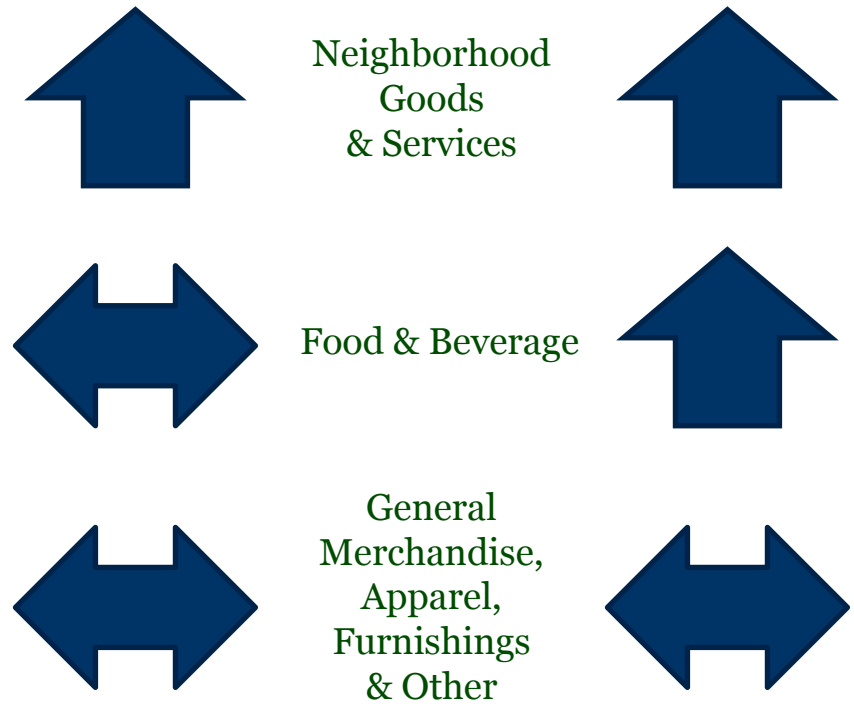 Neighborhood
Goods
& Services
Food & Beverage
General
Merchandise,
Apparel,
Furnishings
& Other